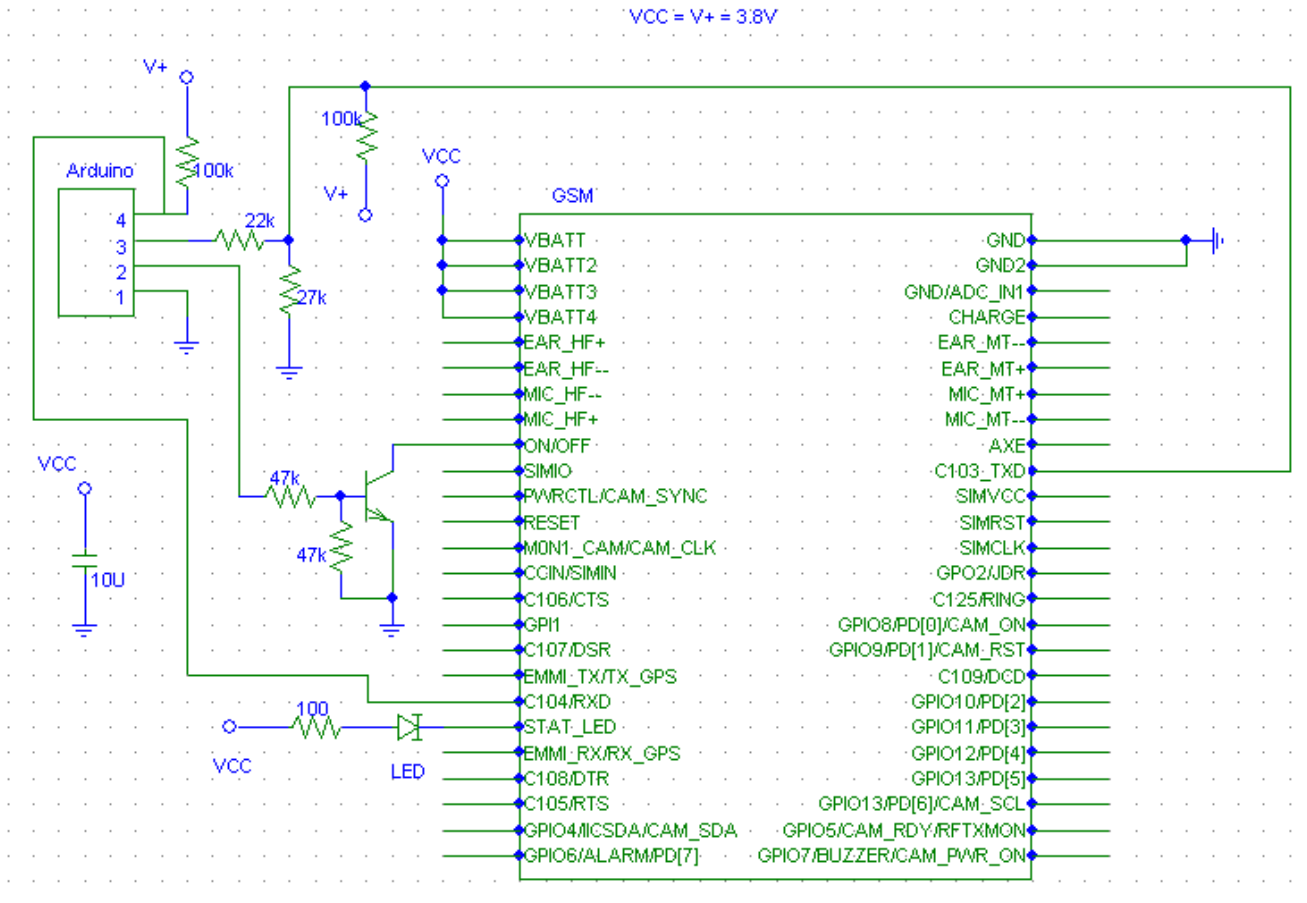 VCC = V+ = 3.8V
V+
100k
100k
V+
VCC
Arduino
4
3
2
1
22k
27k
GSM
VBATT
VBATT2
VBATT3
VBATT4
EAR_HF+
EAR_HF--
MIC_HF--
MIC_HF+
ON/OFF
SIMIO
PWRCTL/CAM_SYNC
RESET
M0N1_CAM/CAM_CLK
CCIN/SIMIN
C106/CTS
GPI1
C107/DSR
EMMI_TX/TX_GPS
C104/RXD
STAT_LED
EMMI_RX/RX_GPS
C108/DTR
C105/RTS
GPIO4/IICSDA/CAM_SDA
GPIO6/ALARM/PD[7]
GND
GND2
GND/ADC_IN1
CHARGE
EAR_MT--
EAR_MT+
MIC_MT+
MIC_MT--
AXE
C103_TXD
SIMVCC
SIMRST
SIMCLK
GPO2/JDR
C125/RING
GPIO8/PD[0]/CAM_ON
GPIO9/PD[1]/CAM_RST
C109/DCD
GPIO10/PD[2]
GPIO11/PD[3]
GPIO12/PD[4]
GPIO13/PD[5]
GPIO13/PD[6]/CAM_SCL
GPIO5/CAM_RDY/RFTXMON
GPIO7/BUZZER/CAM_PWR_ON
VCC
10U
47k
47k
100
VCC
LED